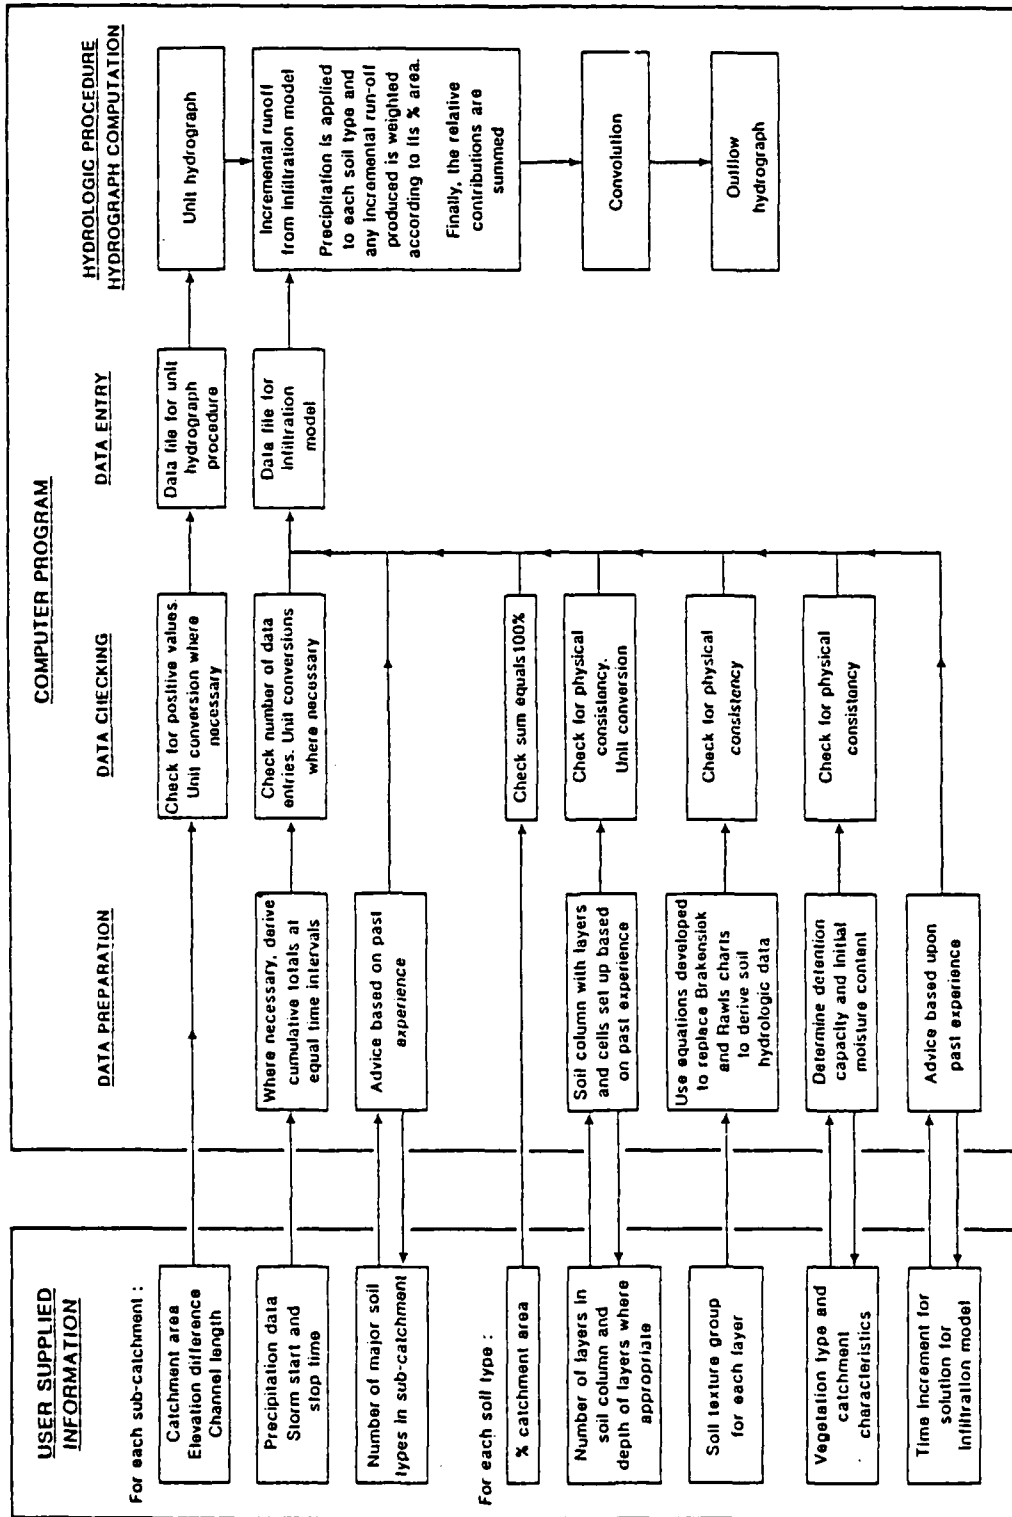 COMPUTER PROGRAM
USER SUPPLIED
INFORMATION
DATA PREPARATION
DATA CHECKING
DATA ENTRY
HYDROLOGIC PROCEDURE
HYDROGRAPH COMPUTATION
For each sub-catchment :
Catchment area
Elevation difference
Channel length
Check for positive values.
Unit conversion where
necessary
Data file for unit
hydrograph
procedure
Unit hydrograph
Precipitation data
Storm start and
stop time
Where necessary, derive
cumulative totals at
equal time intervals
Check number of data
entries. Unit conversions
where necessary
Data file for
Infiltration
model
Incremental runoff
from Infiltration model
Precipitation is applied
to each soil type and
any incremental run-off
produced is weighted
according to its % area.
Finally, the relative
contributions are
summed
Number of major soil
types in sub-catchment
Advice based on past
experience
Convolution
Outflow
hydrograph
For each soil type :
% catchment area
Check sum equals 100%
Number of layers in
soil column and
depth of layers where
appropriate
Soil column with layers
and cells set up based
on past experience
Check for physical
consistency.
Unit conversion
Soil texture group
for each layer
Use equations developed
to replace Brakensiek
and Rawls charts
to derive soil
hydrologic data
Check for physical
consistency
Vegetation type and
catchment
characteristics
Determine detention
capacity and initial
moisture content
Check for physical
consistency
Time increment for
solution for
Infiltration model
Advice based upon
past experience